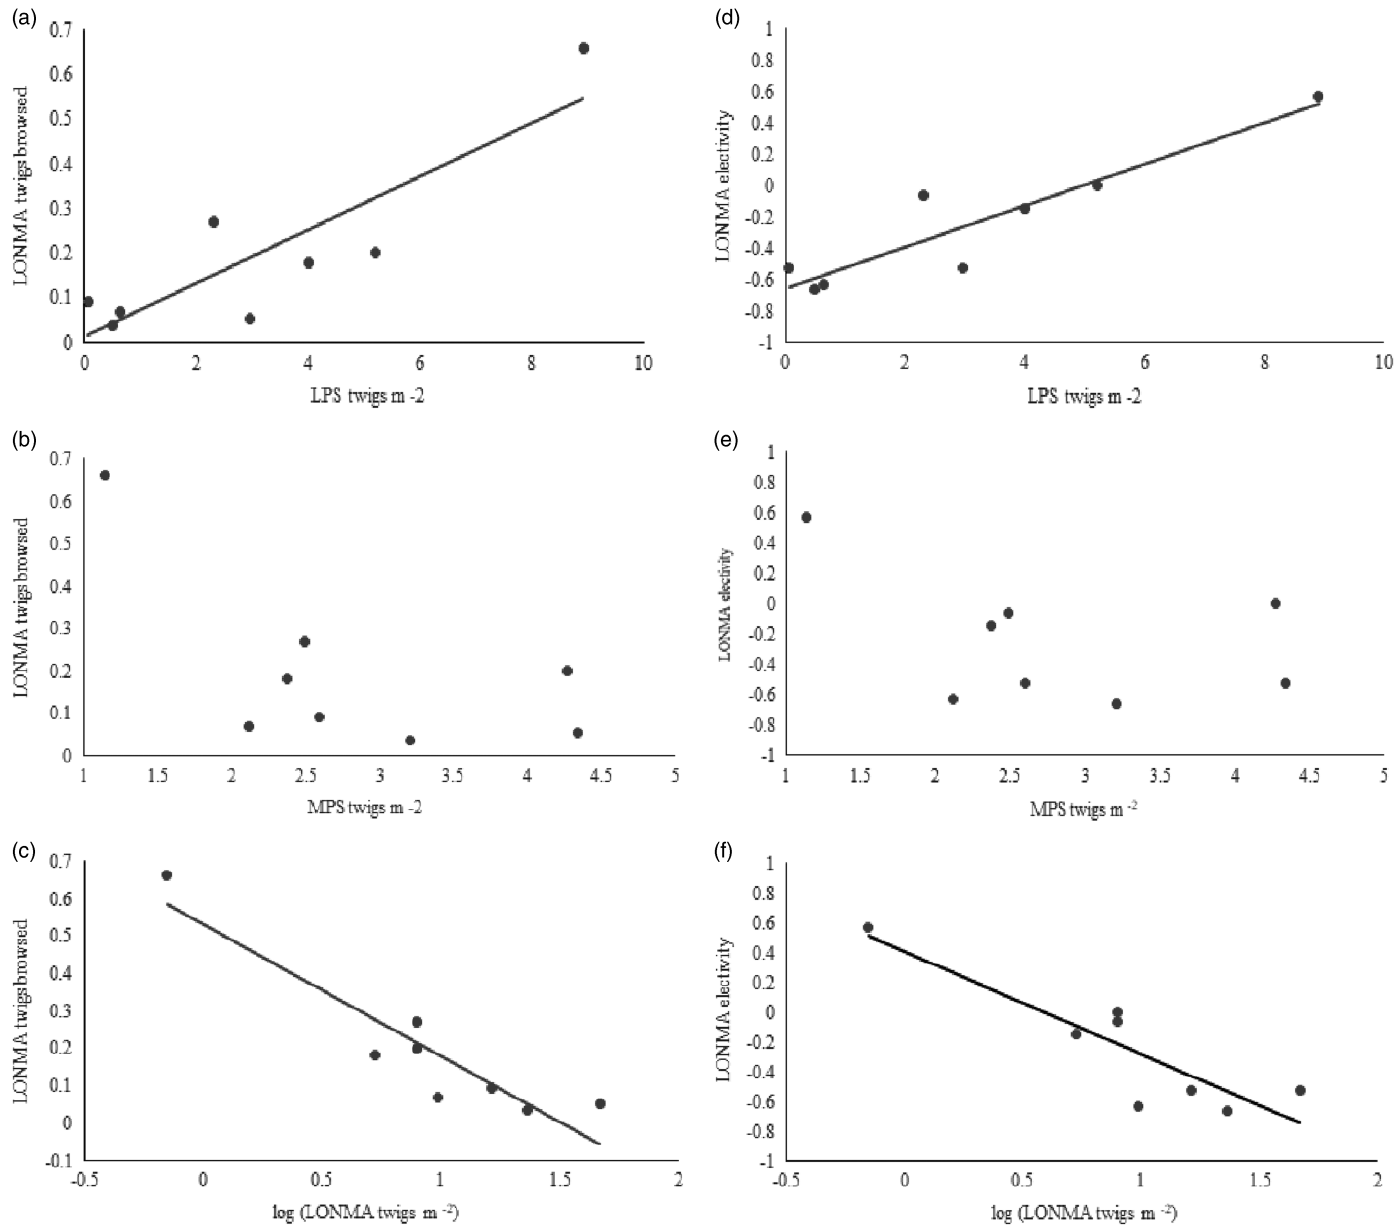 (a)
LONMA twigs browsed
0.7
0.6
0.5
0.4
0.3
0.2
0.1
0
0 2 4 6 8 10
LPS twigs m -2
(d)
LONMA electivity
1
0.8
0.6
0.4
0.2
0
-0.2
-0.4
-0.6
-0.8
-1
0 2 4 6 8 10
LPS twigs m -2
(b)
LONMA twigs browsed
0.7
0.6
0.5
0.4
0.3
0.2
0.1
0
1 1.5 2 2.5 3 3.5 4 4.5 5
MPS twigs m -2
(e)
LONMA electivity
1
0.8
0.6
0.4
0.2
0
-0.2
-0.4
-0.6
-0.8
-1
1 1.5 2 2.5 3 3.5 4 4.5 5
MPS twigs m -2
(c)
LONMA twigs browsed
0.7
0.6
0.5
0.4
0.3
0.2
0.1
0
-0.1
-0.5 0 0.5 1 1.5 2
log (LONMA twigs m -2)
(f)
LONMA electivity
1
0.8
0.6
0.4
0.2
0
-0.2
-0.4
-0.6
-0.8
-1
-0.5 0 0.5 1 1.5 2
log (LONMA twigs m -2)